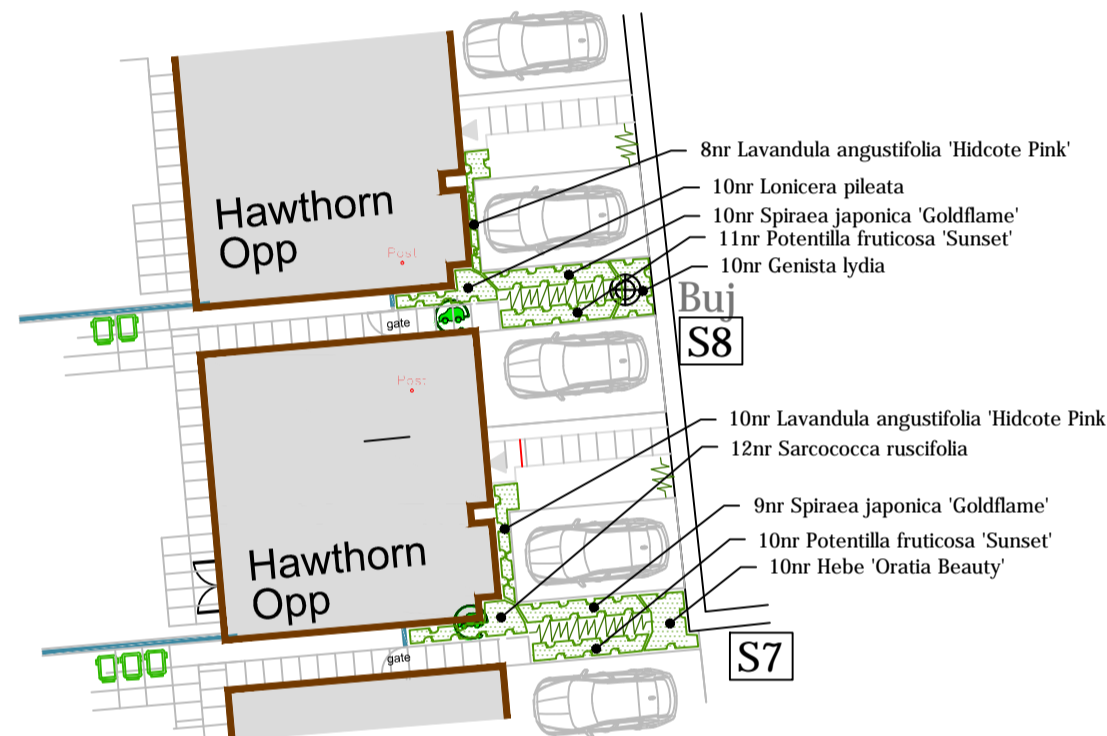 8nr Lavandula angustifolia 'Hidcote Pink'
10nr Lonicera pileata
10nr Spiraea japonica 'Goldflame'
11nr Potentilla fruticosa 'Sunset'
10nr Genista lydia
Hawthorn
Opp
Post
Buj
S8
gate
Post
10nr Lavandula angustifolia 'Hidcote Pink
12nr Sarcococca ruscifolia
9nr Spiraea japonica 'Goldflame'
10nr Potentilla fruticosa 'Sunset'
10nr Hebe 'Oratia Beauty'
Hawthorn
Opp
gate
S7